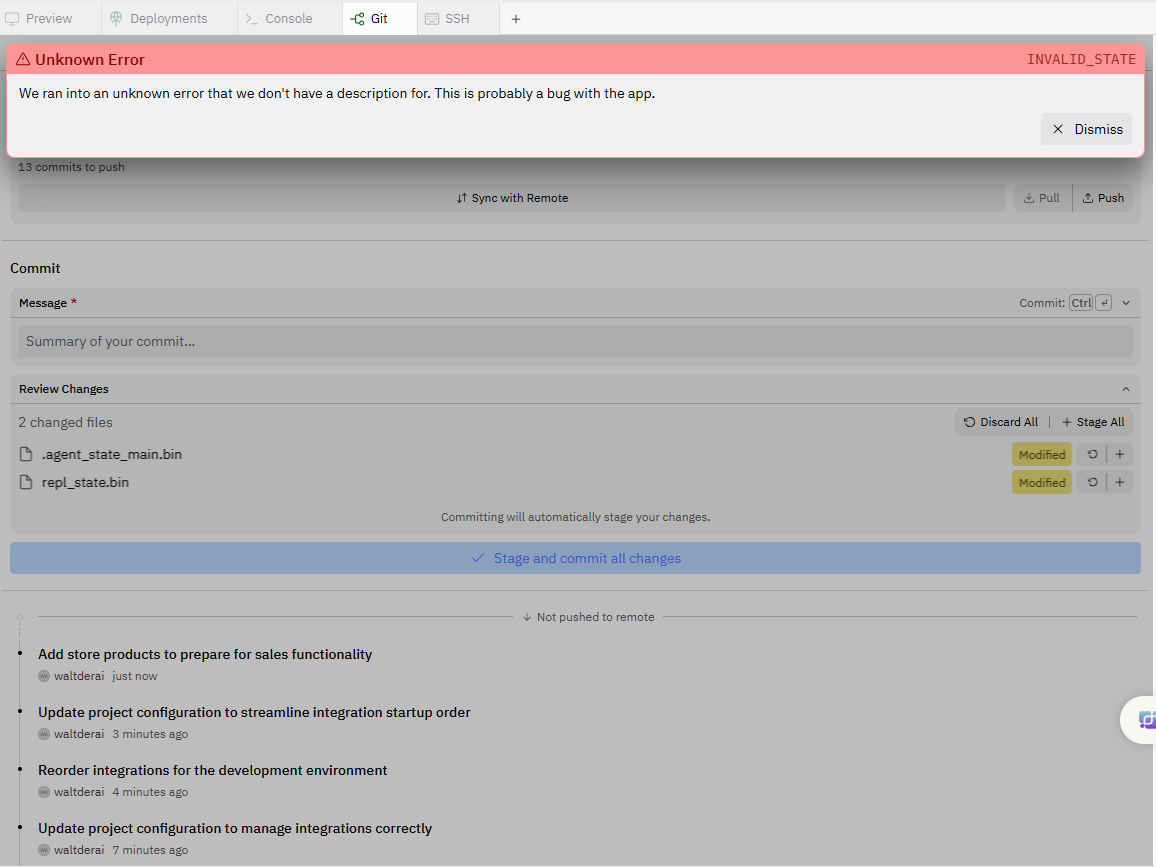 Preview
Deployments
Console
Git
SSH
Unknown Error
INVALID_STATE
We ran into an unknown error that we don't have a description for. This is probably a bug with the app.
Dismiss
13 commits to push
Sync with Remote
Pull
Push
Commit
Message *
Commit: Ctrl
Summary of your commit...
Review Changes
2 changed files
Discard All
Stage All
.agent_state_main.bin
Modified
repl_state.bin
Modified
Committing will automatically stage your changes.
Stage and commit all changes
Not pushed to remote
Add store products to prepare for sales functionality
waltderai just now
Update project configuration to streamline integration startup order
waltderai 3 minutes ago
Reorder integrations for the development environment
waltderai 4 minutes ago
Update project configuration to manage integrations correctly
waltderai 7 minutes ago